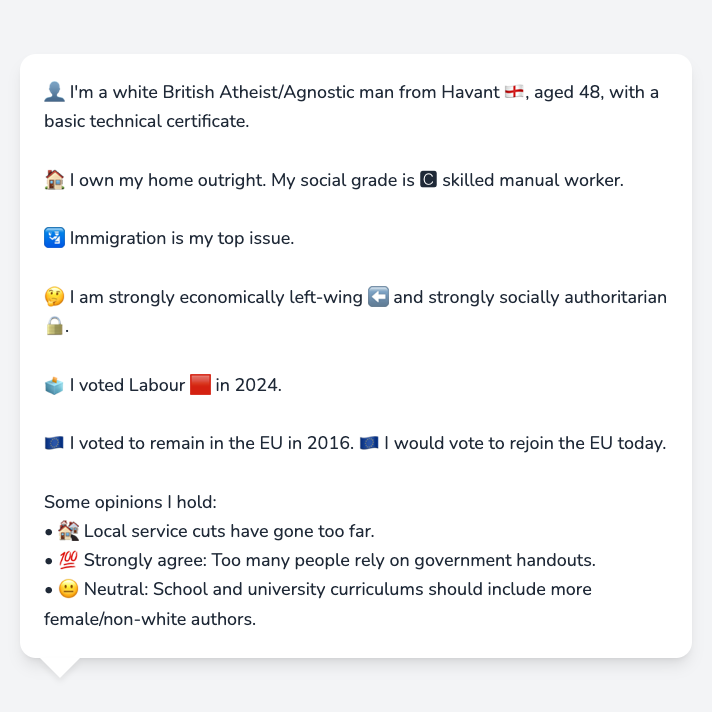 👤 I'm a white British Atheist/Agnostic man from Havant 🏴󠁧󠁢󠁥󠁮󠁧󠁿, aged 48, with a
basic technical certificate.
🏠 I own my home outright. My social grade is 🅲 skilled manual worker.
🛂 Immigration is my top issue.
🤔 I am strongly economically left-wing ⬅️ and strongly socially authoritarian
🔒.
🗳️ I voted Labour 🟥 in 2024.
🇪🇺 I voted to remain in the EU in 2016. 🇪🇺 I would vote to rejoin the EU today.
Some opinions I hold:
• 🏚️ Local service cuts have gone too far.
• 💯 Strongly agree: Too many people rely on government handouts.
• 😐 Neutral: School and university curriculums should include more
female/non-white authors.